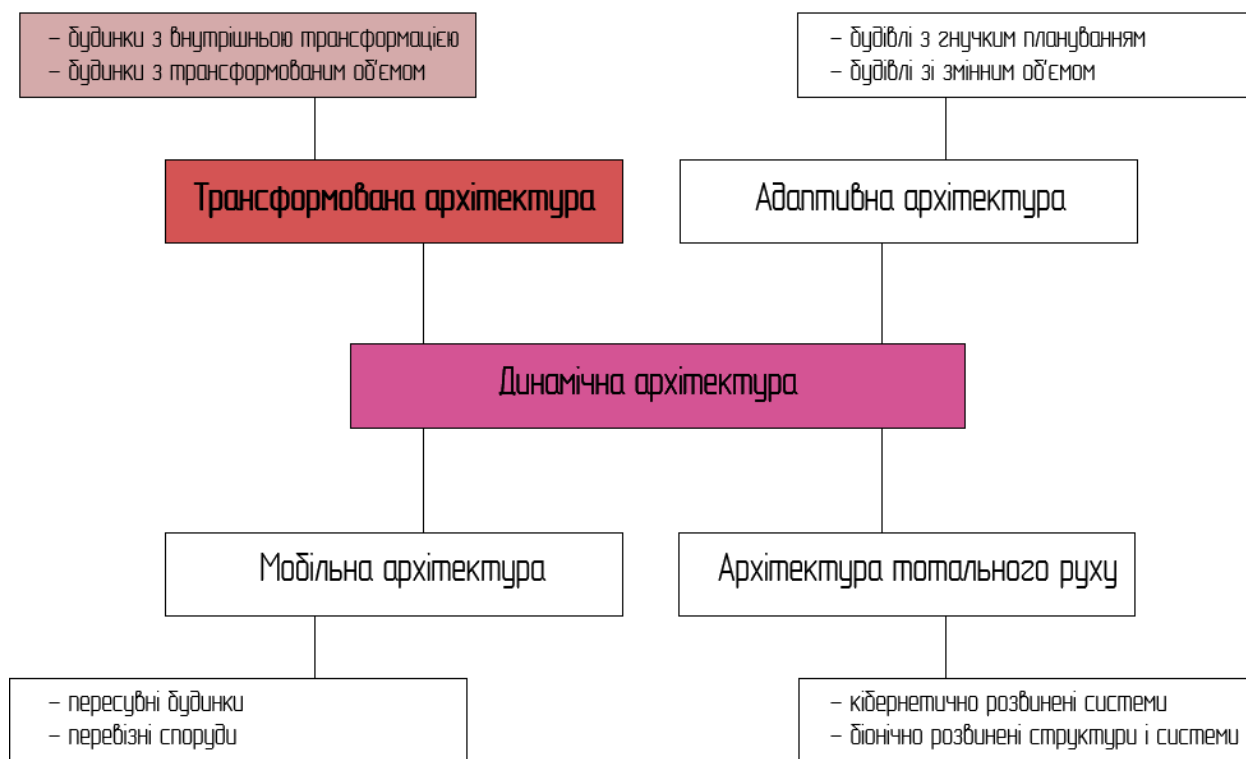 – будинки з внутрішньою трансформацією
– будинки з трансформованим об'ємом
– будівлі з гнучким плануванням
– будівлі зі змінним об'ємом
Трансформована архітектура
Адаптивна архітектура
Динамічна архітектура
Мобільна архітектура
Архітектура тотального руху
– пересувні будинки
– перевізні споруди
– кібернетично розвинені системи
– біонічно розвинені структури і системи